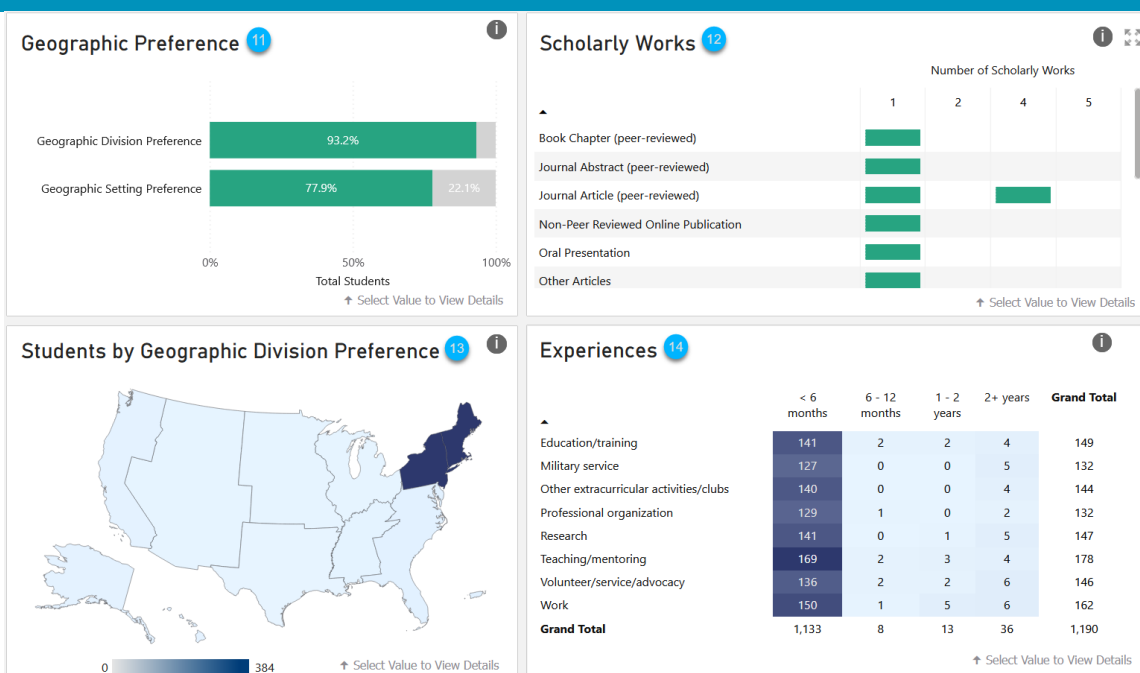 Geographic Preference 11
i
Geographic Division Preference 93.2%
Geographic Setting Preference 77.9% 22.1%
0% 50% 100%
Total Students
↑ Select Value to View Details
Scholarly Works 12
i
Number of Scholarly Works
1 2 4 5
Book Chapter (peer-reviewed)
Journal Abstract (peer-reviewed)
Journal Article (peer-reviewed)
Non-Peer Reviewed Online Publication
Oral Presentation
Other Articles
↑ Select Value to View Details
Students by Geographic Division Preference 13
i
0 384
↑ Select Value to View Details
Experiences 14
i
< 6 6 - 12 1 - 2 2+ years Grand Total
months months years
Education/training 141 2 2 4 149
Military service 127 0 0 5 132
Other extracurricular activities/clubs 140 0 0 4 144
Professional organization 129 1 0 2 132
Research 141 0 1 5 147
Teaching/mentoring 169 2 3 4 178
Volunteer/service/advocacy 136 2 2 6 146
Work 150 1 5 6 162
Grand Total 1,133 8 13 36 1,190
↑ Select Value to View Details